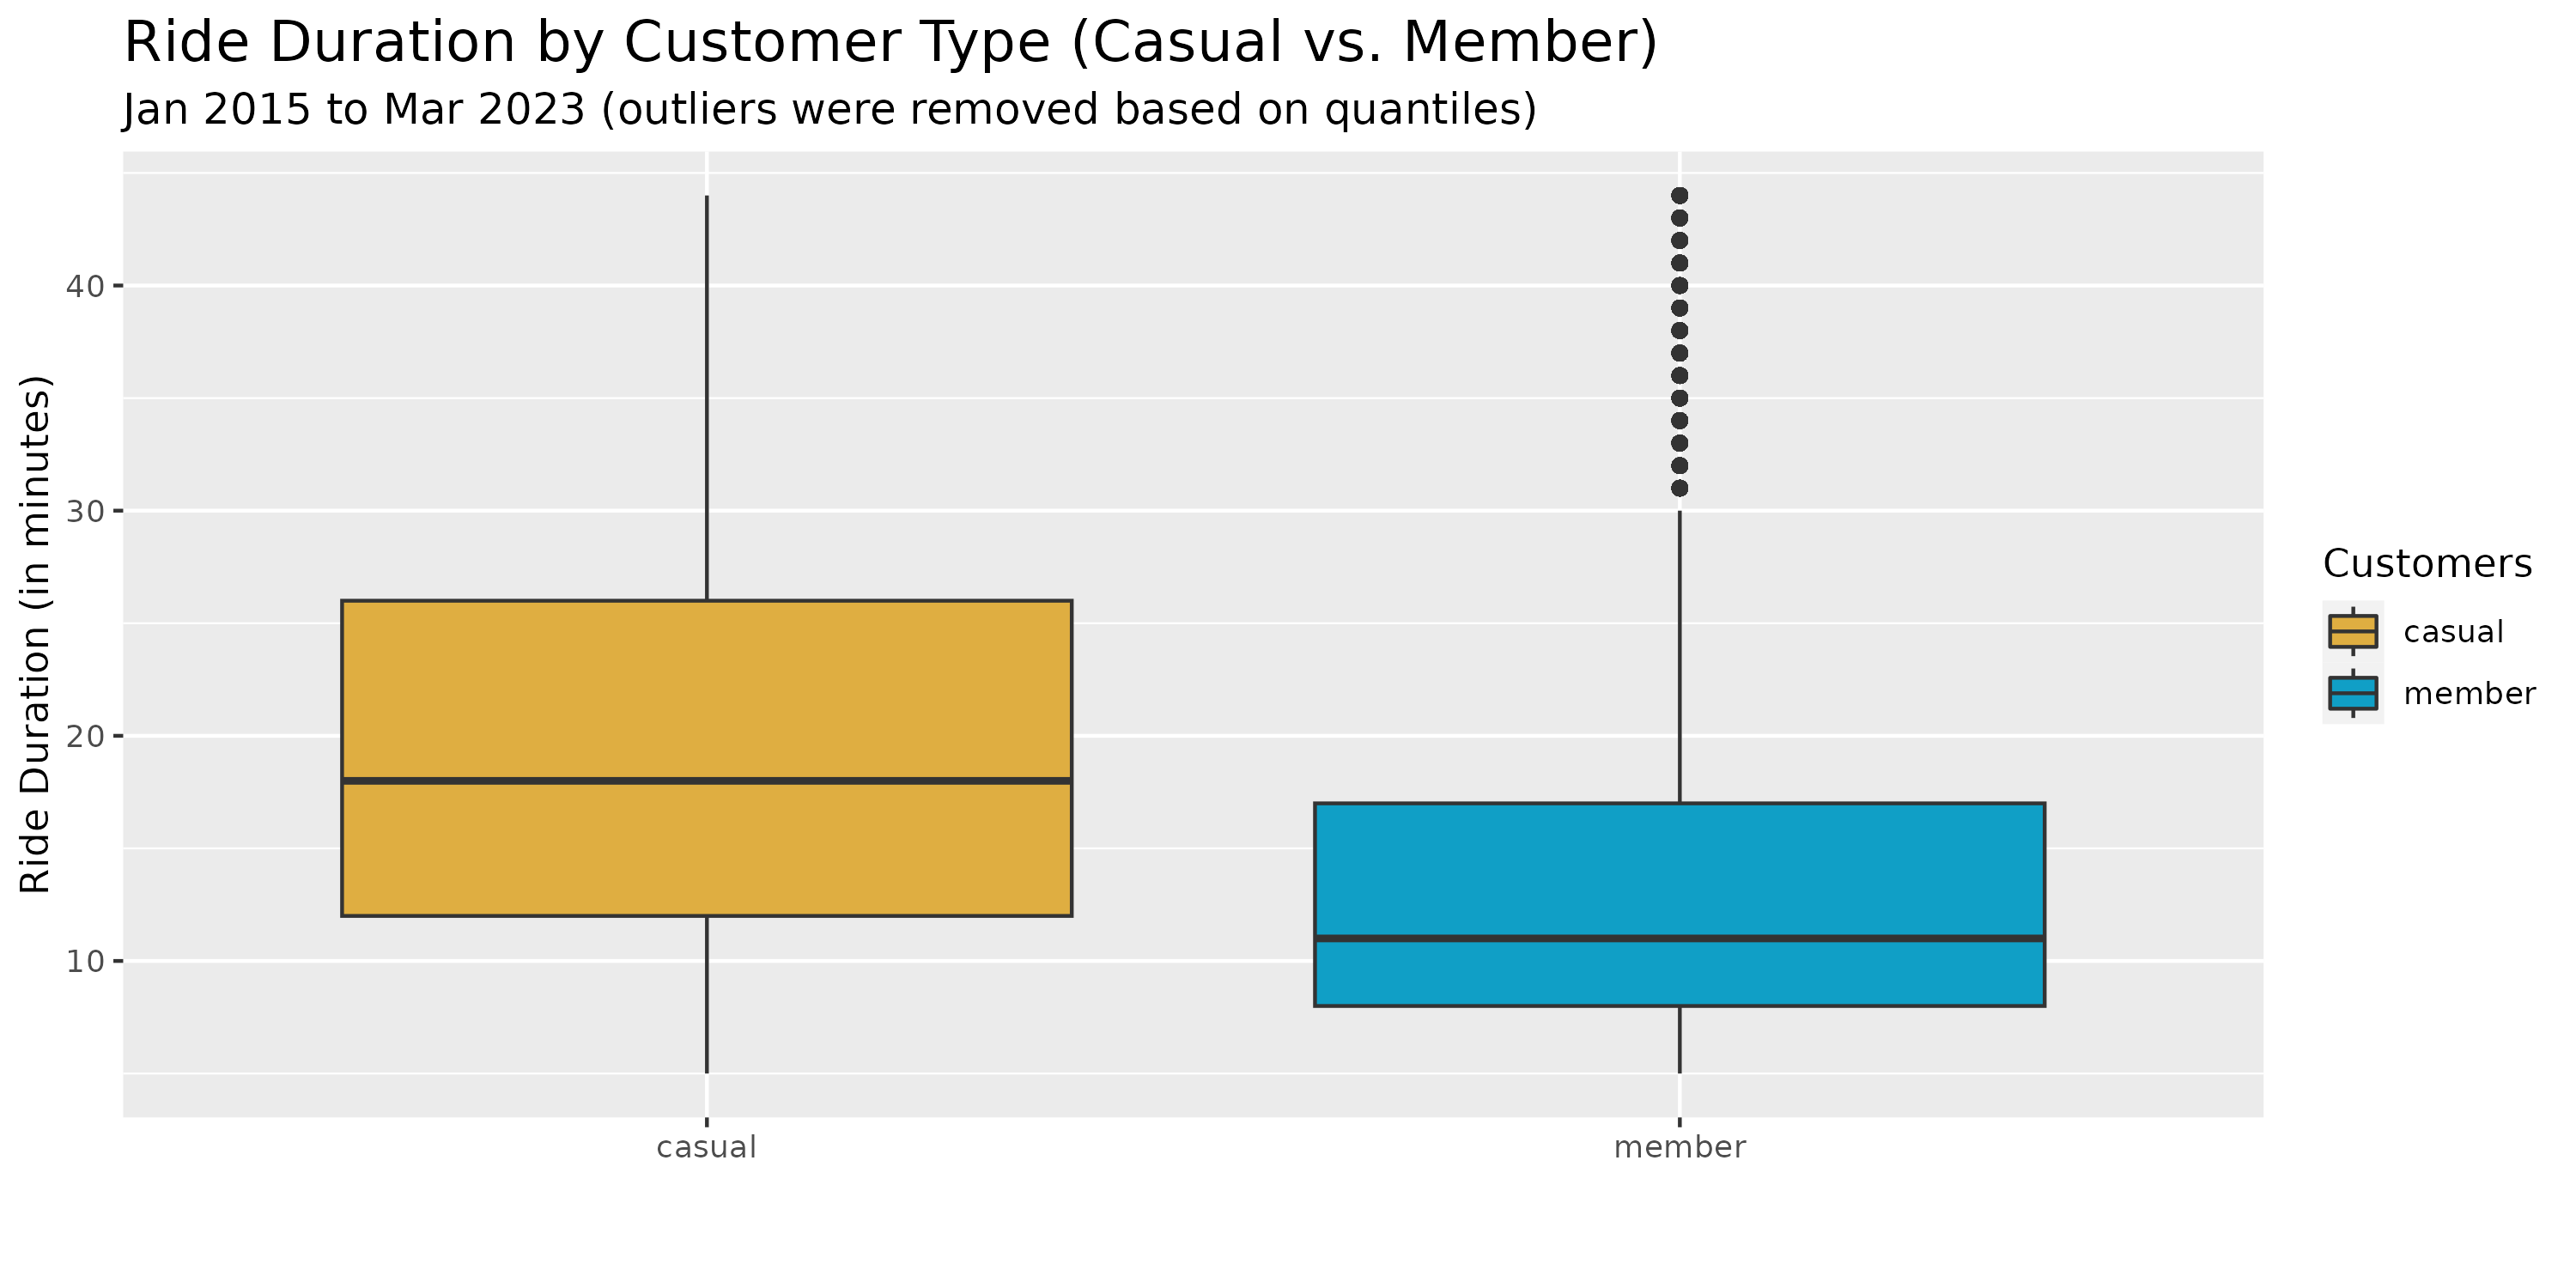 Ride Duration by Customer Type (Casual vs. Member)
Jan 2015 to Mar 2023 (outliers were removed based on quantiles)
Ride Duration (in minutes)
40
30
20
10
casual
member
Customers
casual
member